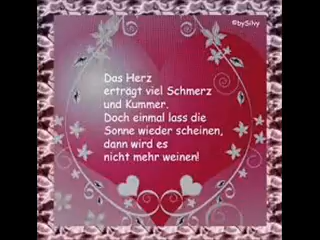 ©bySilvy
Das Herz
erträgt viel Schmerz
und Kummer.
Doch einmal lass die
Sonne wieder scheinen,
dann wird es
nicht mehr weinen!